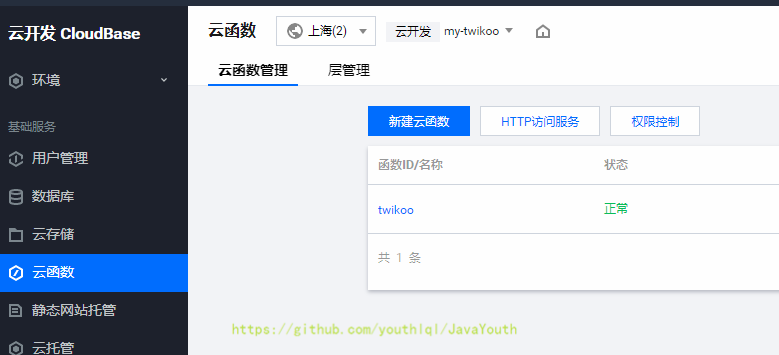 云开发 CloudBase
环境
基础服务
用户管理
数据库
云存储
云函数
静态网站托管
云托管
云函数 上海(2) 云开发 my-twikoo
云函数管理 层管理
新建云函数 HTTP访问服务 权限控制
函数ID/名称 状态
twikoo 正常
共 1 条
https://github.com/youthlql/JavaYouth